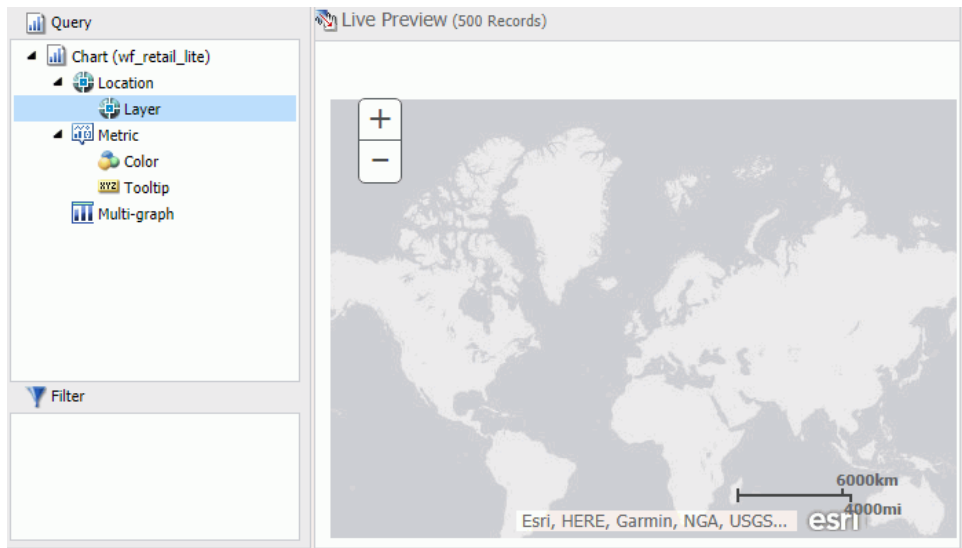 Query
Chart (wf_retail_lite)
Location
Layer
Metric
Color
XYZ Tooltip
Multi-graph
Filter
Live Preview (500 Records)
+
−
6000km
4000mi
Esri, HERE, Garmin, NGA, USGS...
esri